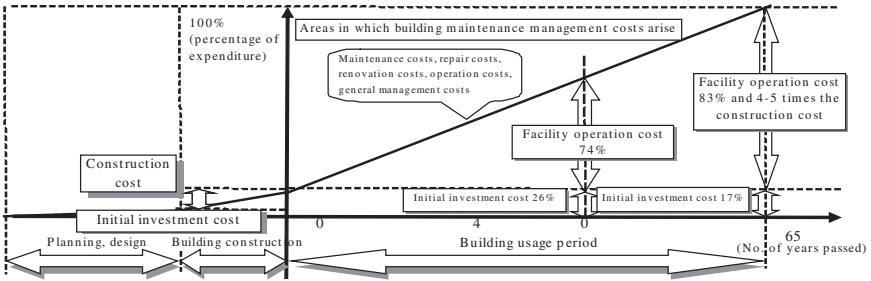 100%
(percentage of
expenditure)
Areas in which building maintenance management costs arise
Maintenance costs, repair costs,
renovation costs, operation costs,
general management costs
Facility operation cost
83% and 4-5 times the
construction cost
Facility operation cost
74%
Construction
cost
Initial investment cost 26%
Initial investment cost 17%
Initial investment cost
0
4
0
65
Planning, design
Building construction
Building usage period
(No. of years passed)